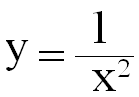 y = 1/x²